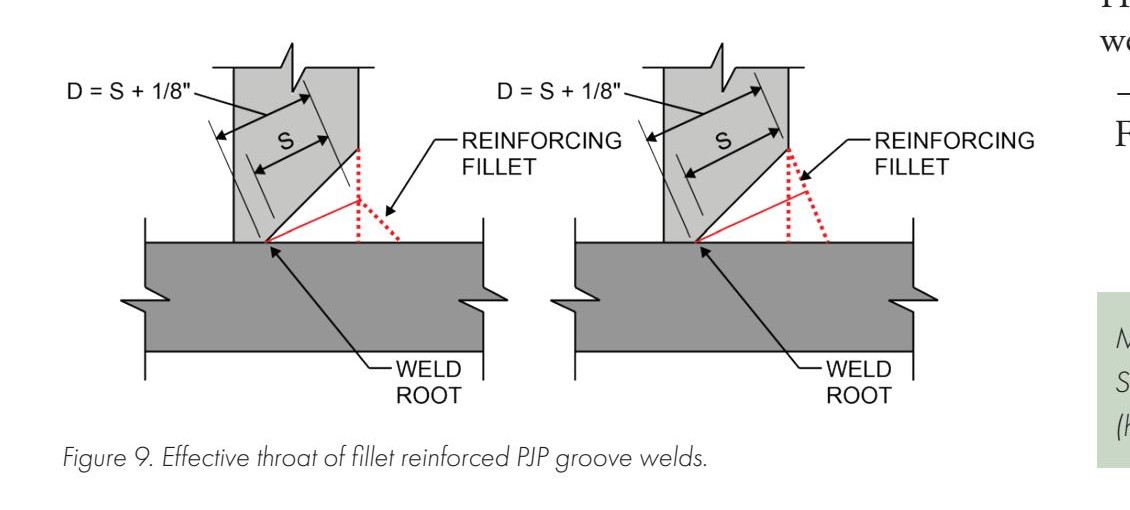 D = S + 1/8"
S
REINFORCING
FILLET
WELD
ROOT
D = S + 1/8"
S
REINFORCING
FILLET
WELD
ROOT
Figure 9. Effective throat of fillet reinforced PJP groove welds.
we